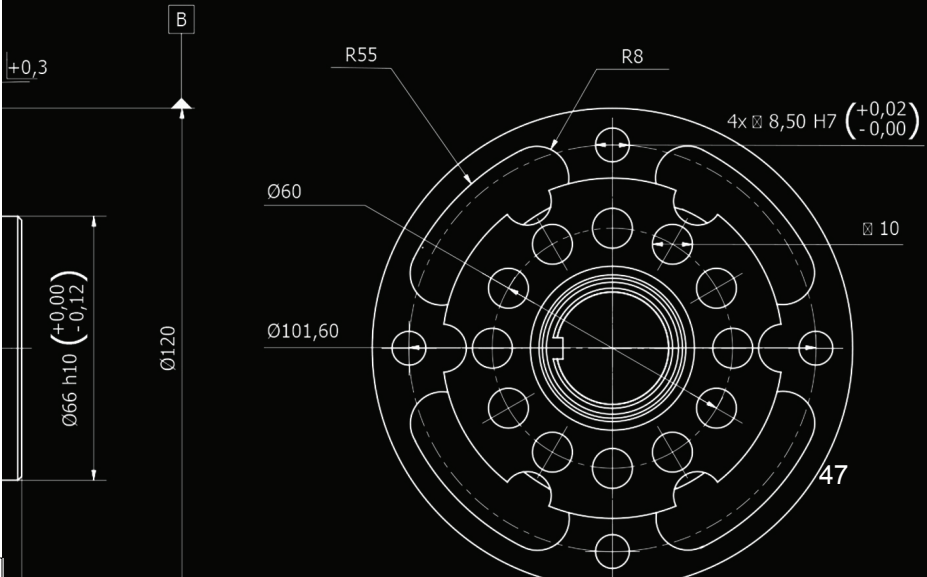 B
+0,3
R55
R8
4x ☒ 8,50 H7 (+0,02
-0,00)
Ø60
☒ 10
Ø66 h10 (+0,00
-0,12)
Ø120
Ø101,60
47